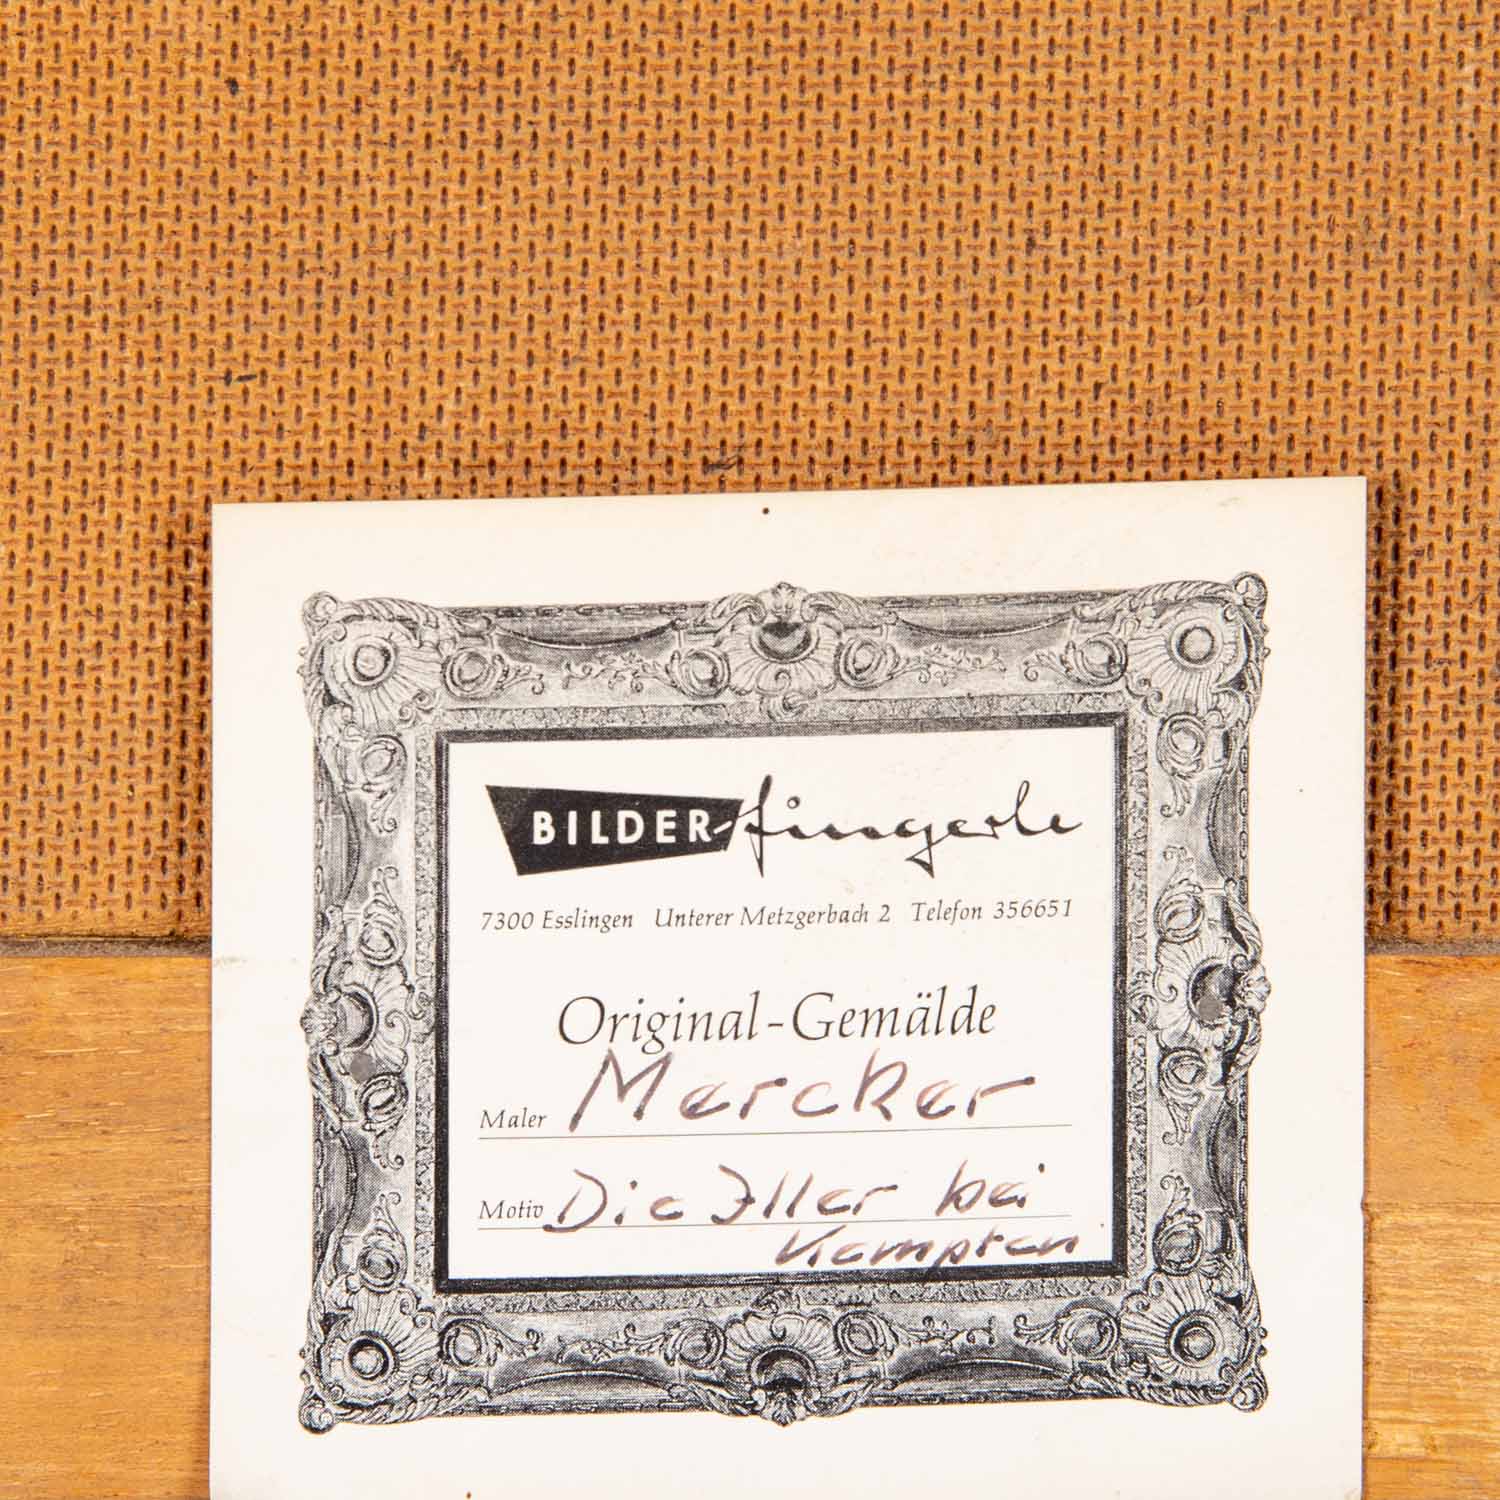 BILDER-fingerle
7300 Esslingen Unterer Metzgerbach 2 Telefon 356651
Original-Gemälde
Maler Mercker
Motiv Die Iller bei
Kempten